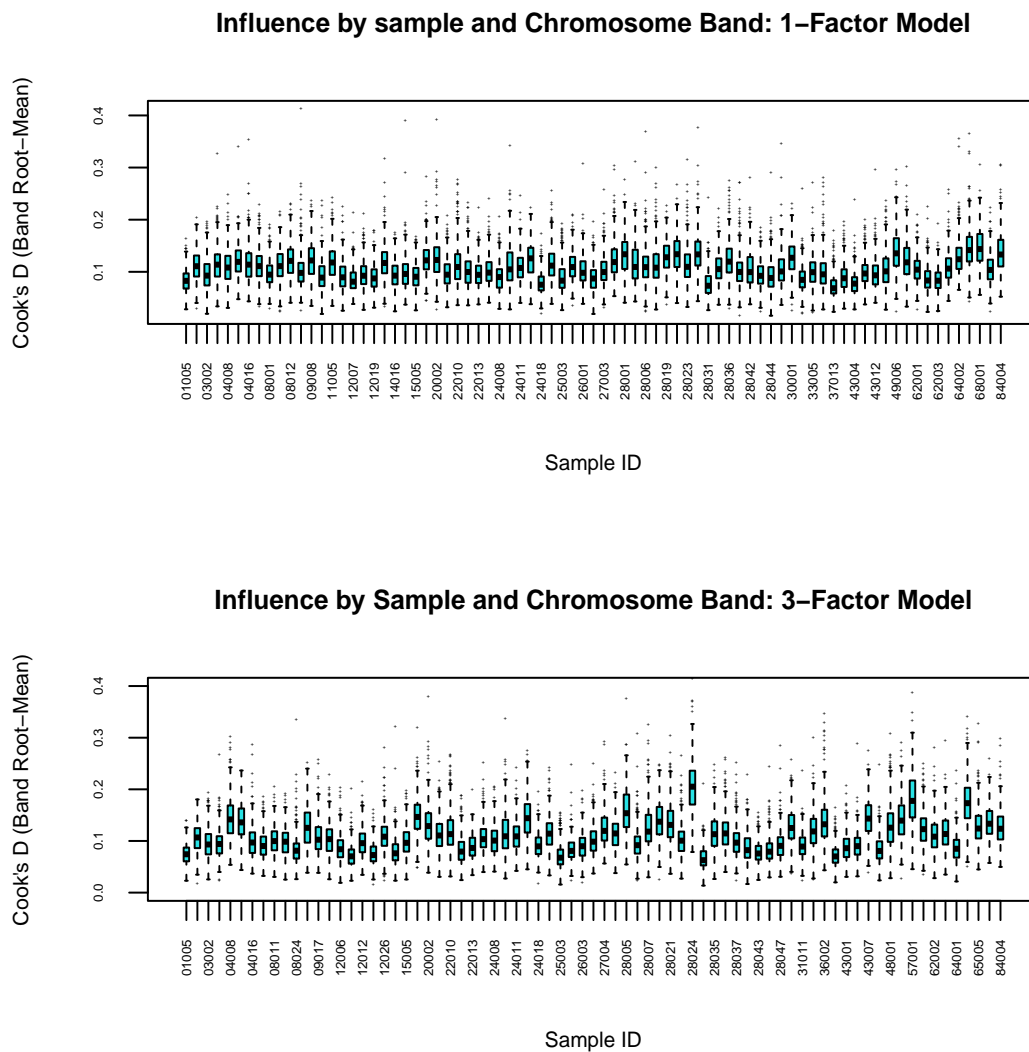 Influence by sample and Chromosome Band: 1−Factor Model
Cook's D (Band Root−Mean)
0.4
0.3
0.2
0.1
01005 03002 04008 04016 08001 08012 09008 11005 12007 12019 14016 15005 20002 22010 22013 24008 24011 24018 25003 26001 27003 28001 28006 28019 28023 28031 28036 28042 28044 30001 33005 37013 43004 43012 49006 62001 62003 64002 68001 84004
Sample ID
Influence by Sample and Chromosome Band: 3−Factor Model
Cook's D (Band Root−Mean)
0.4
0.3
0.2
0.1
0.0
01005 03002 04008 04016 08011 08024 09017 12006 12012 12026 15005 20002 22010 22013 24008 24011 24018 25003 26003 27004 28005 28007 28021 28024 28035 28037 28043 28047 31011 36002 43001 43007 48001 57001 62002 64001 65005 84004
Sample ID